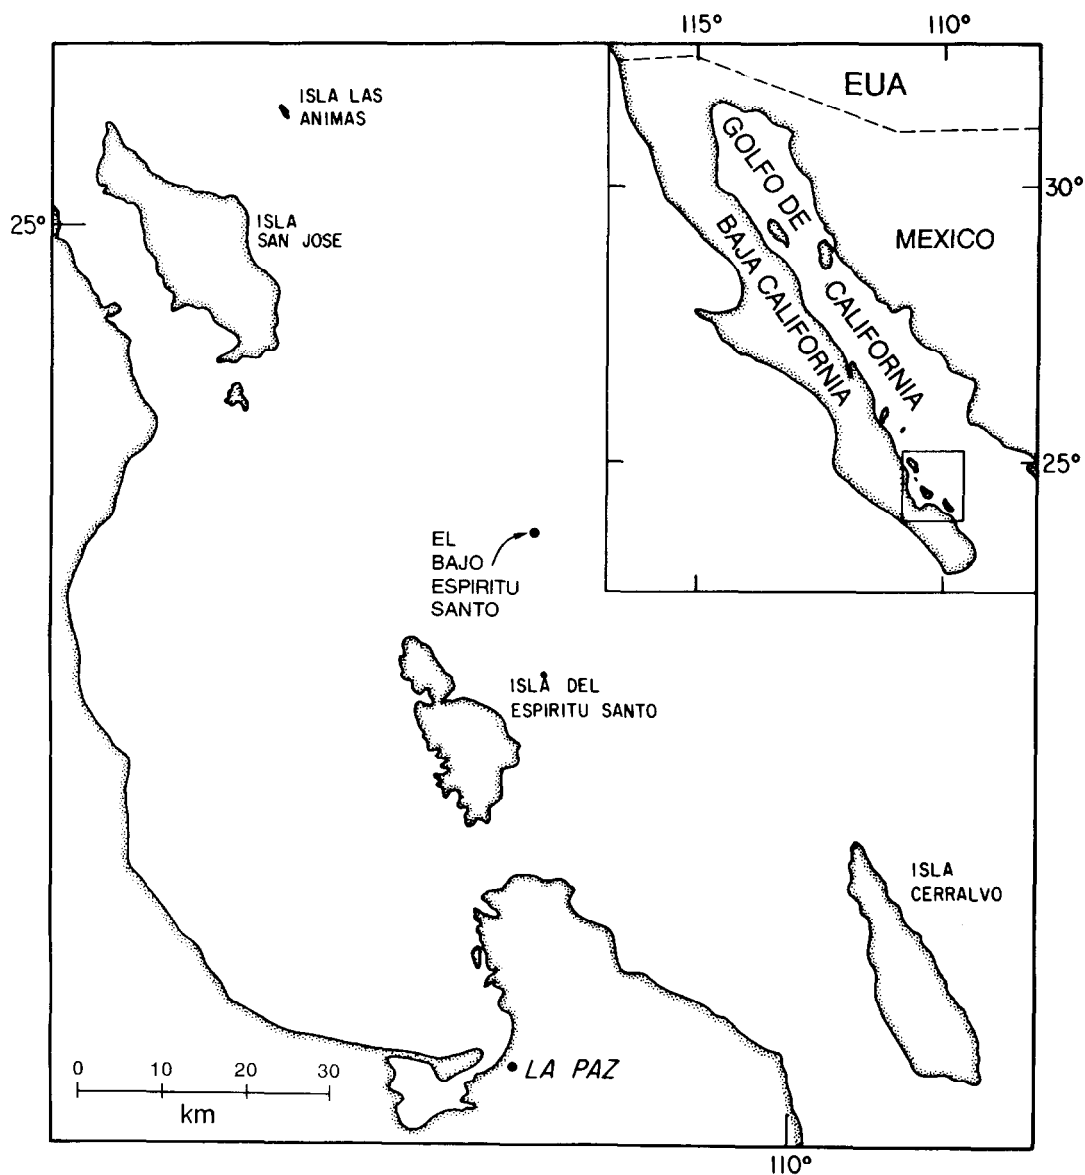 115°
110°
ISLA LAS
ANIMAS
EUA
GOLFO DE
CALIFORNIA
30°
25°
ISLA
SAN JOSE
BAJA CALIFORNIA
MEXICO
25°
EL
BAJO
ESPIRITU
SANTO
ISLA DEL
ESPIRITU SANTO
ISLA
CERRALVO
0 10 20 30
km
LA PAZ
110°